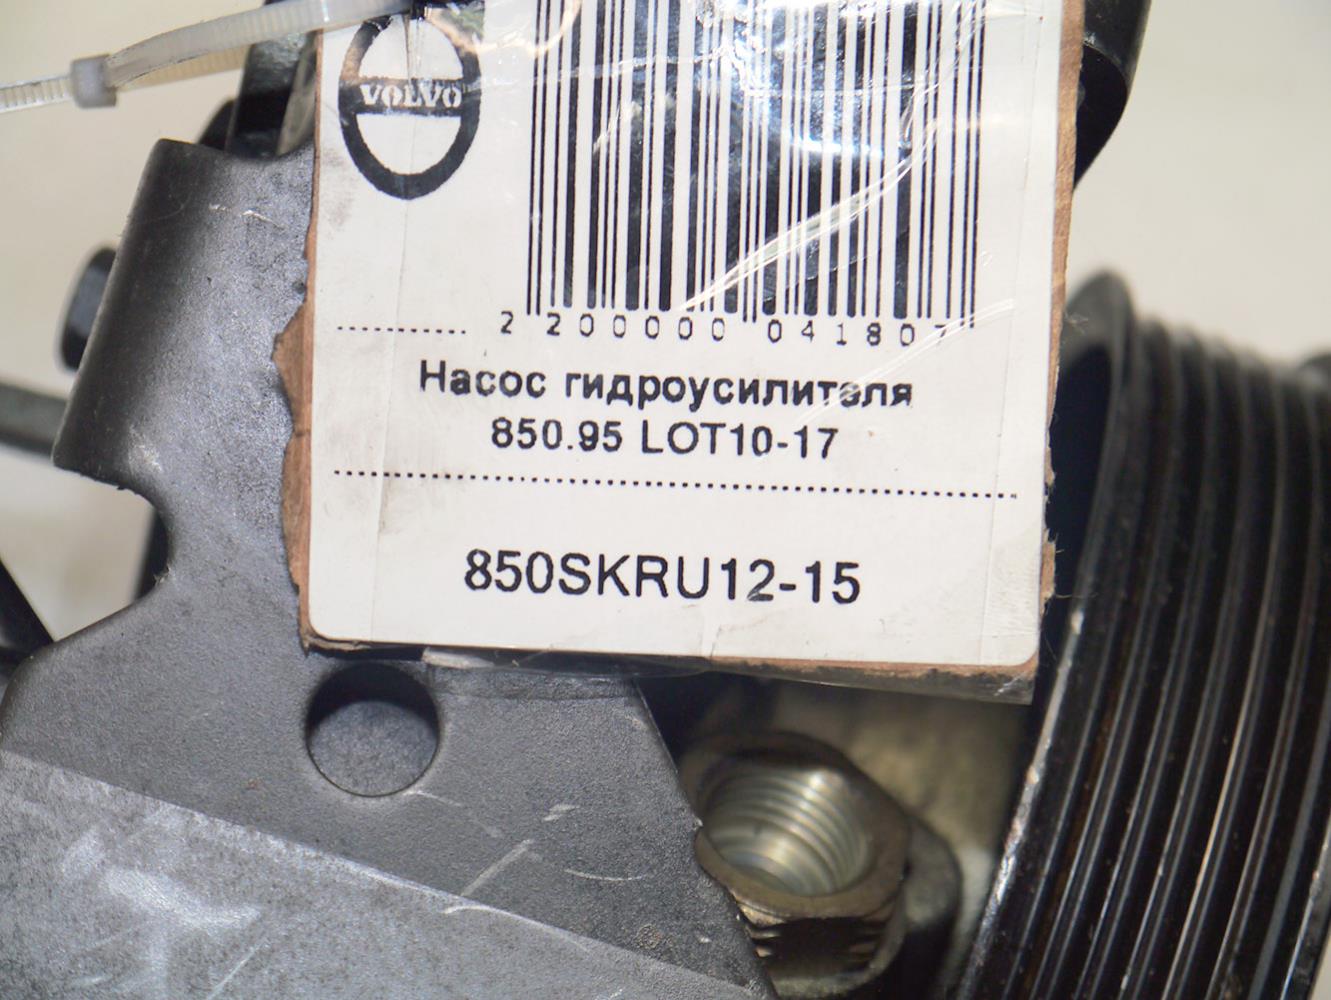 VOLVO
2 200000 041807
Насос гидроусилителя
850.95 LOT10-17
850SKRU12-15